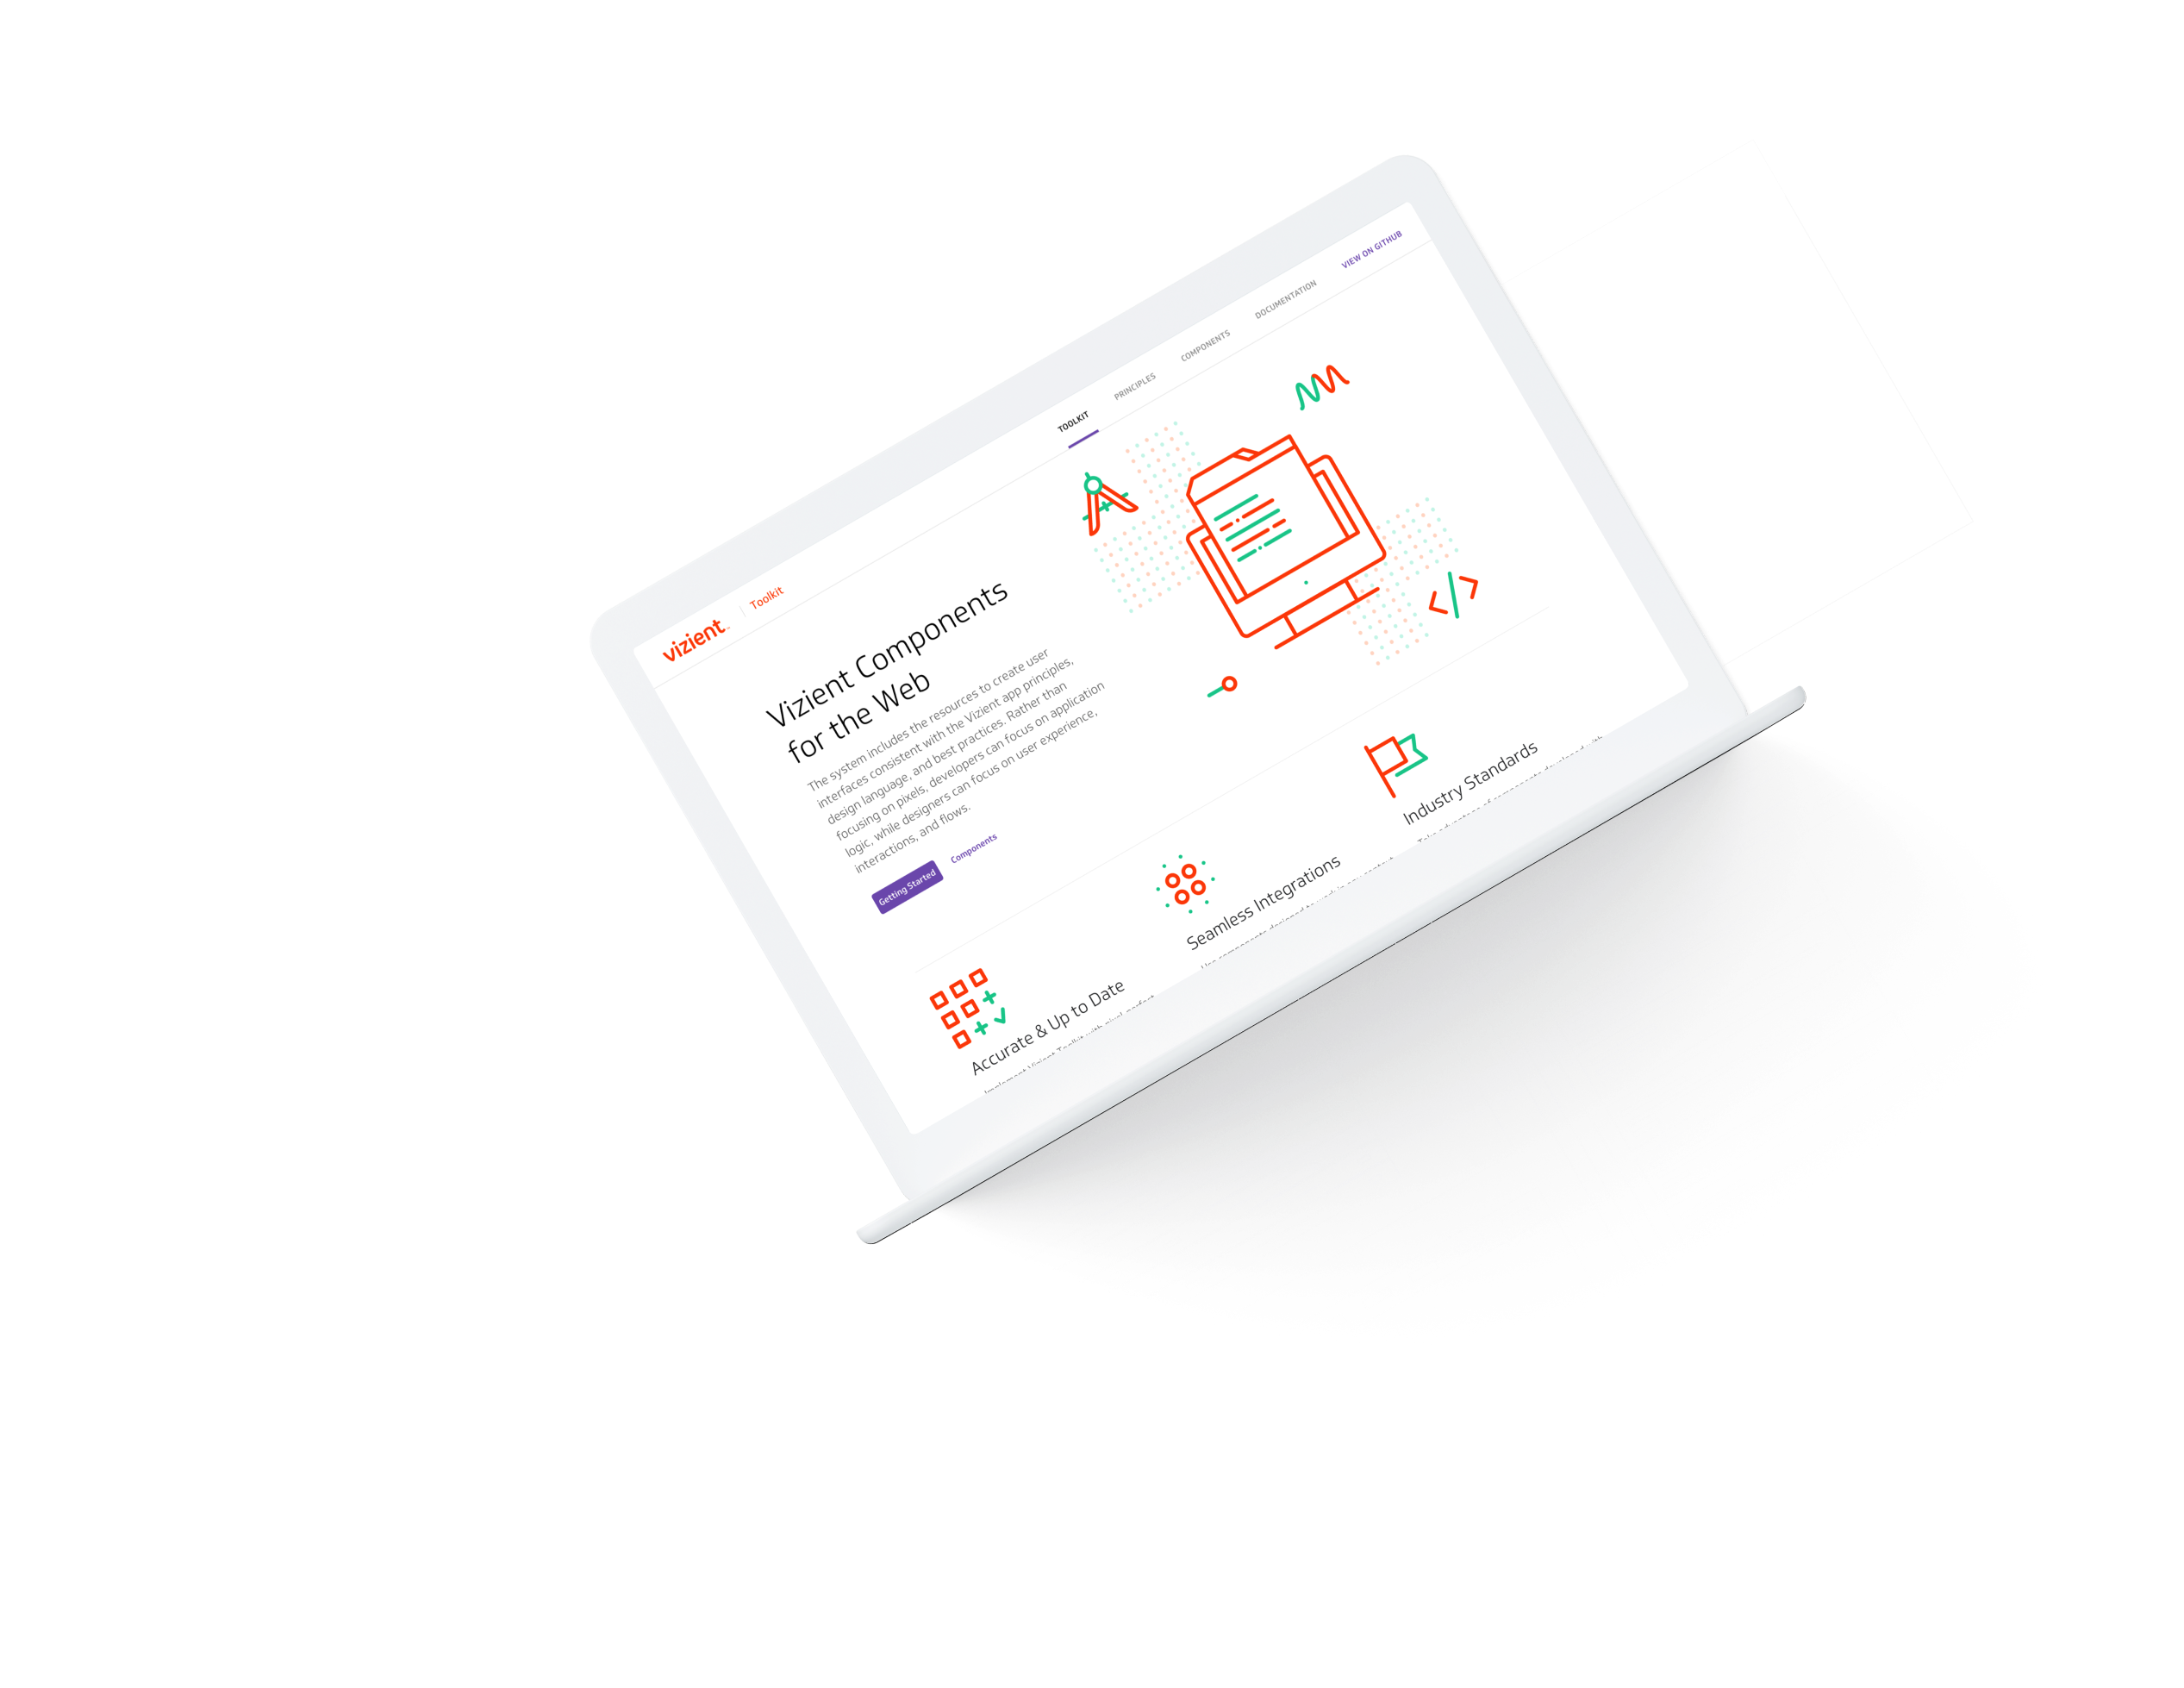 vizient.
Toolkit
TOOLKIT
PRINCIPLES
COMPONENTS
DOCUMENTATION
VIEW ON GITHUB
Vizient Components
for the Web
The system includes the resources to create user
interfaces consistent with the Vizient app principles,
design language, and best practices. Rather than
focusing on pixels, developers can focus on application
logic, while designers can focus on user experience,
interactions, and flows.
Getting Started
Components
Accurate & Up to Date
Seamless Integrations
Industry Standards